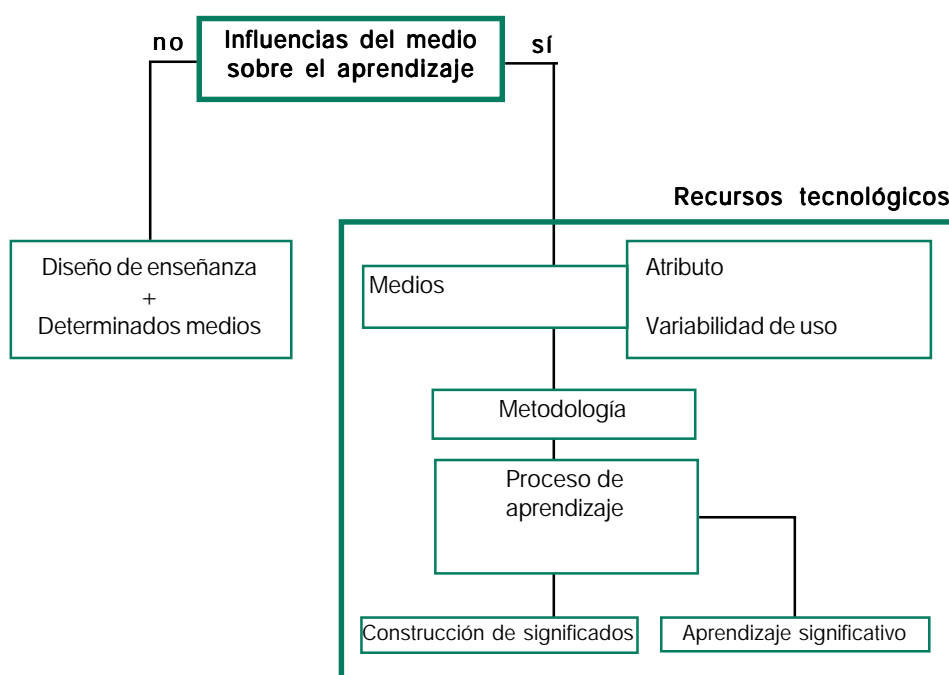 no
Influencias del medio
sobre el aprendizaje
sí
Recursos tecnológicos
Diseño de enseñanza
+
Determinados medios
Medios
Atributo
Variabilidad de uso
Metodología
Proceso de
aprendizaje
Construcción de significados
Aprendizaje significativo